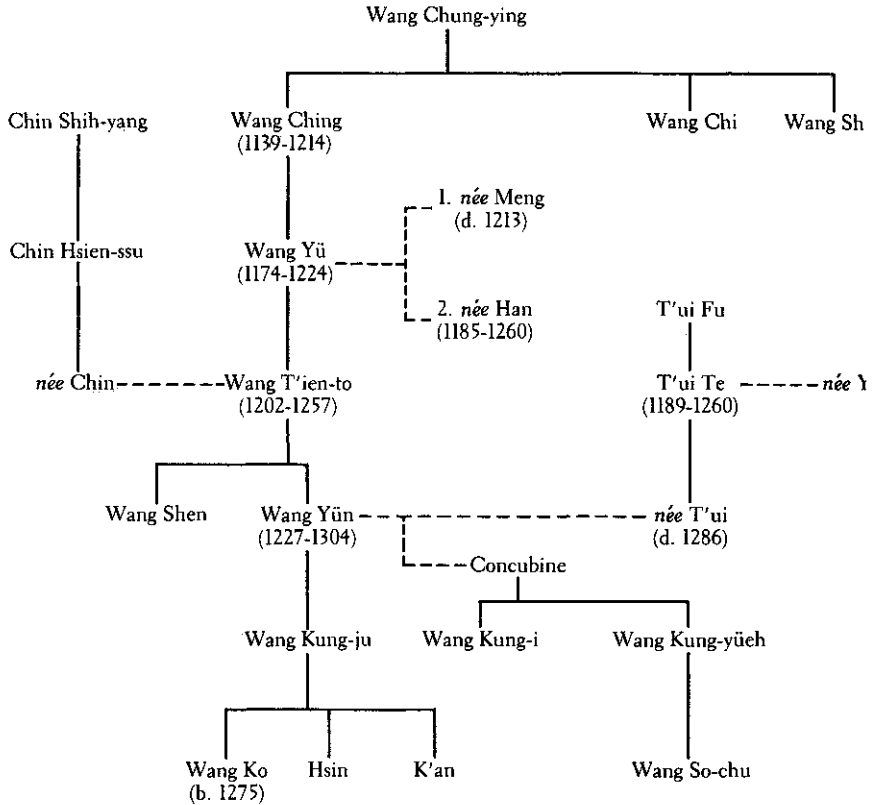 Wang Chung-ying
Chin Shih-yang
Wang Ching
(1139-1214)
Wang Chi
Wang Sh
1. née Meng
(d. 1213)
Chin Hsien-ssu
Wang Yü
(1174-1224)
2. née Han
(1185-1260)
T'ui Fu
née Chin
Wang T'ien-to
(1202-1257)
T'ui Te
(1189-1260)
née
Wang Shen
Wang Yün
(1227-1304)
née T'ui
(d. 1286)
Concubine
Wang Kung-ju
Wang Kung-i
Wang Kung-yüeh
Wang Ko
(b. 1275)
Hsin
K'an
Wang So-chu